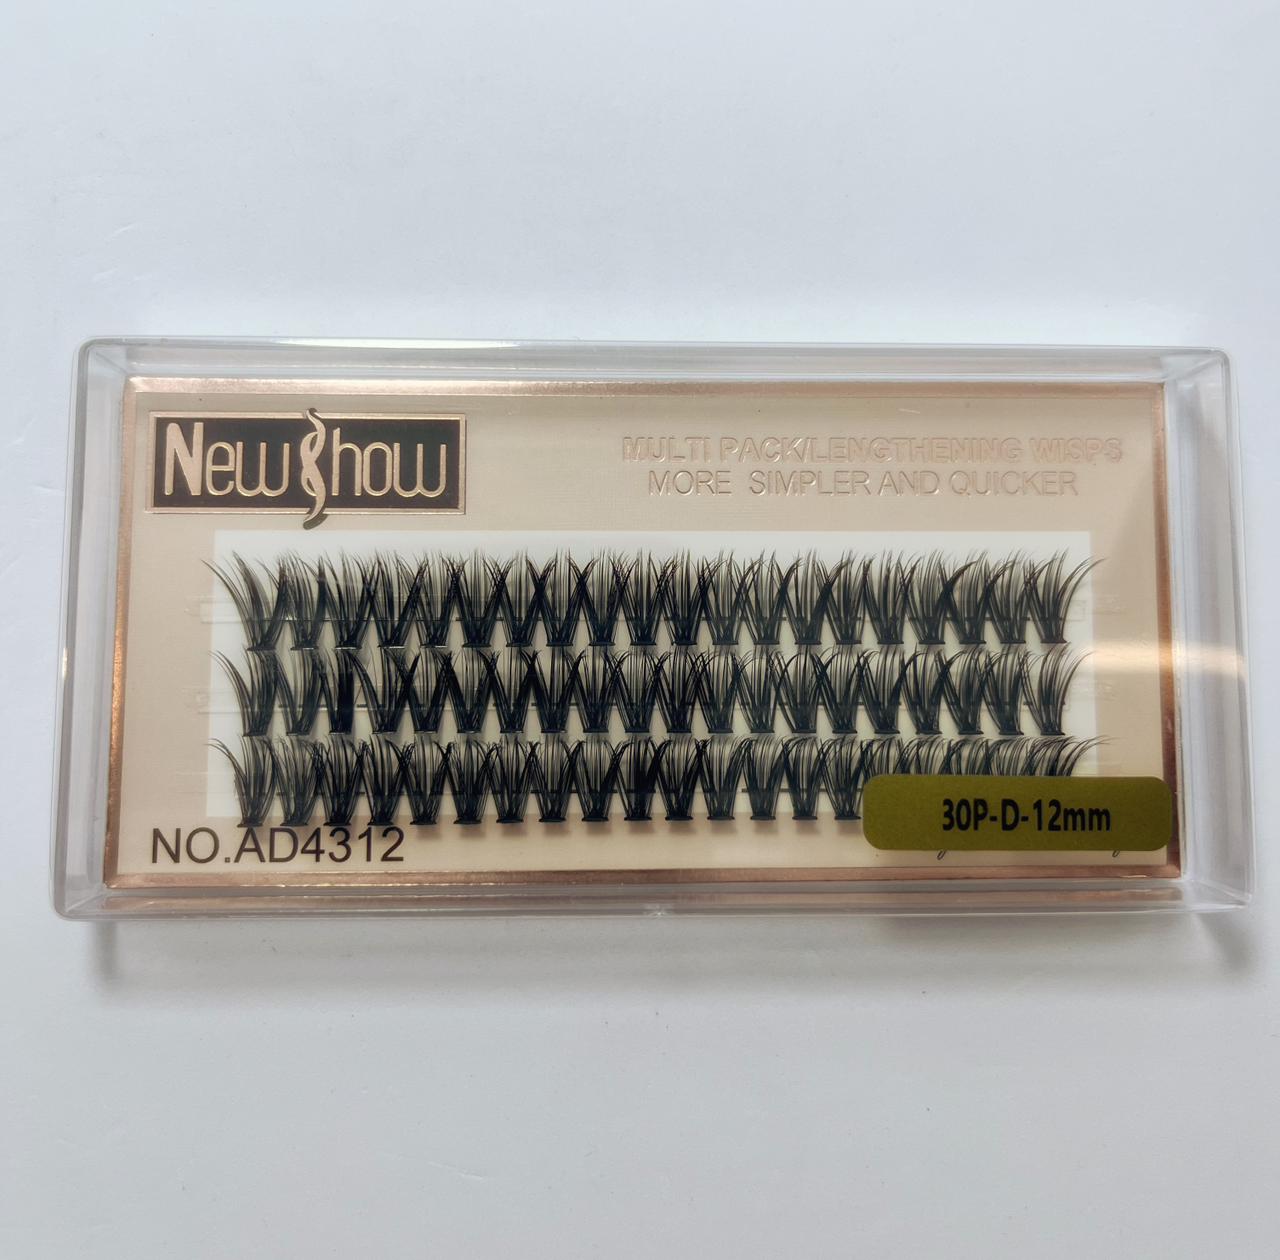 NewShow
MULTI PACK/LENGTHENING WISPS
MORE SIMPLER AND QUICKER
30P-D-12mm
NO.AD4312